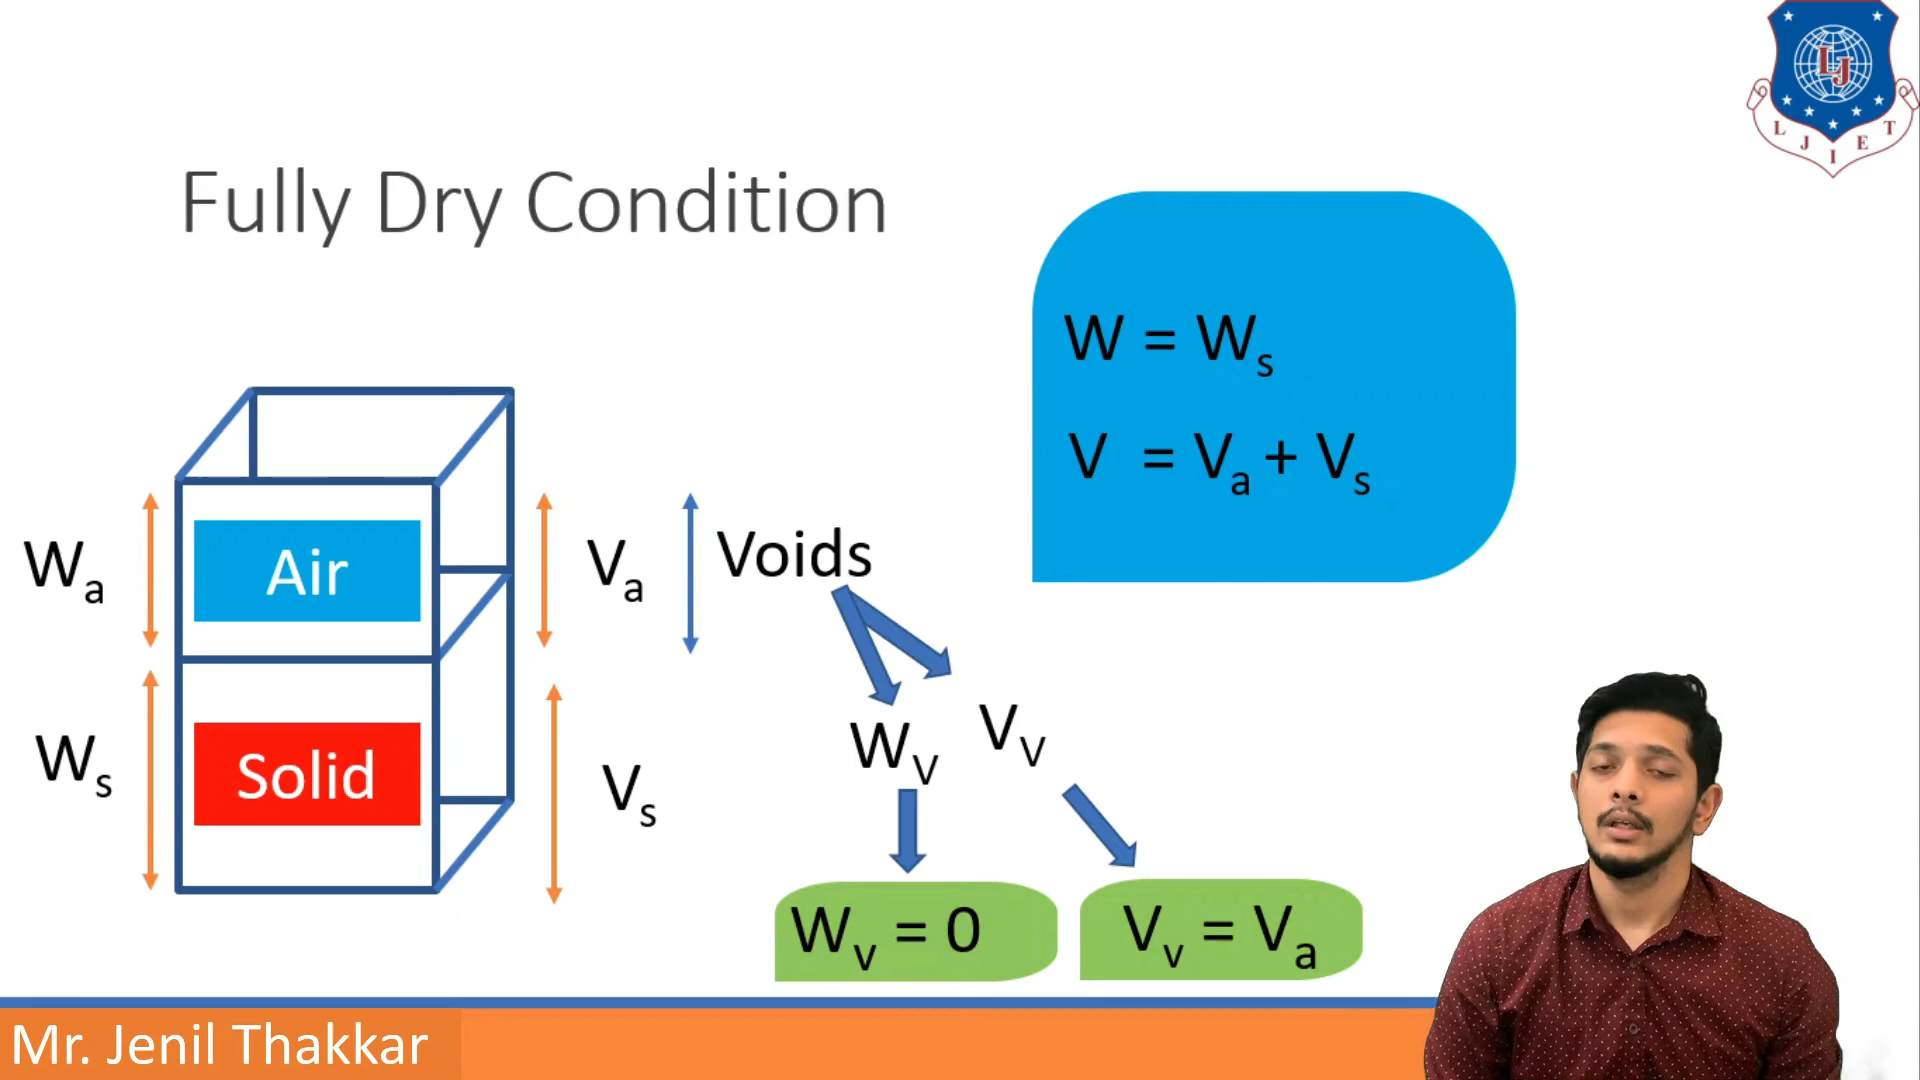 LJ
L J I E T
Fully Dry Condition
W = Ws
V = Va + Vs
Wa
Air
Va
Voids
Ws
Solid
Vs
WV
VV
Wv = 0
Vv = Va
Mr. Jenil Thakkar